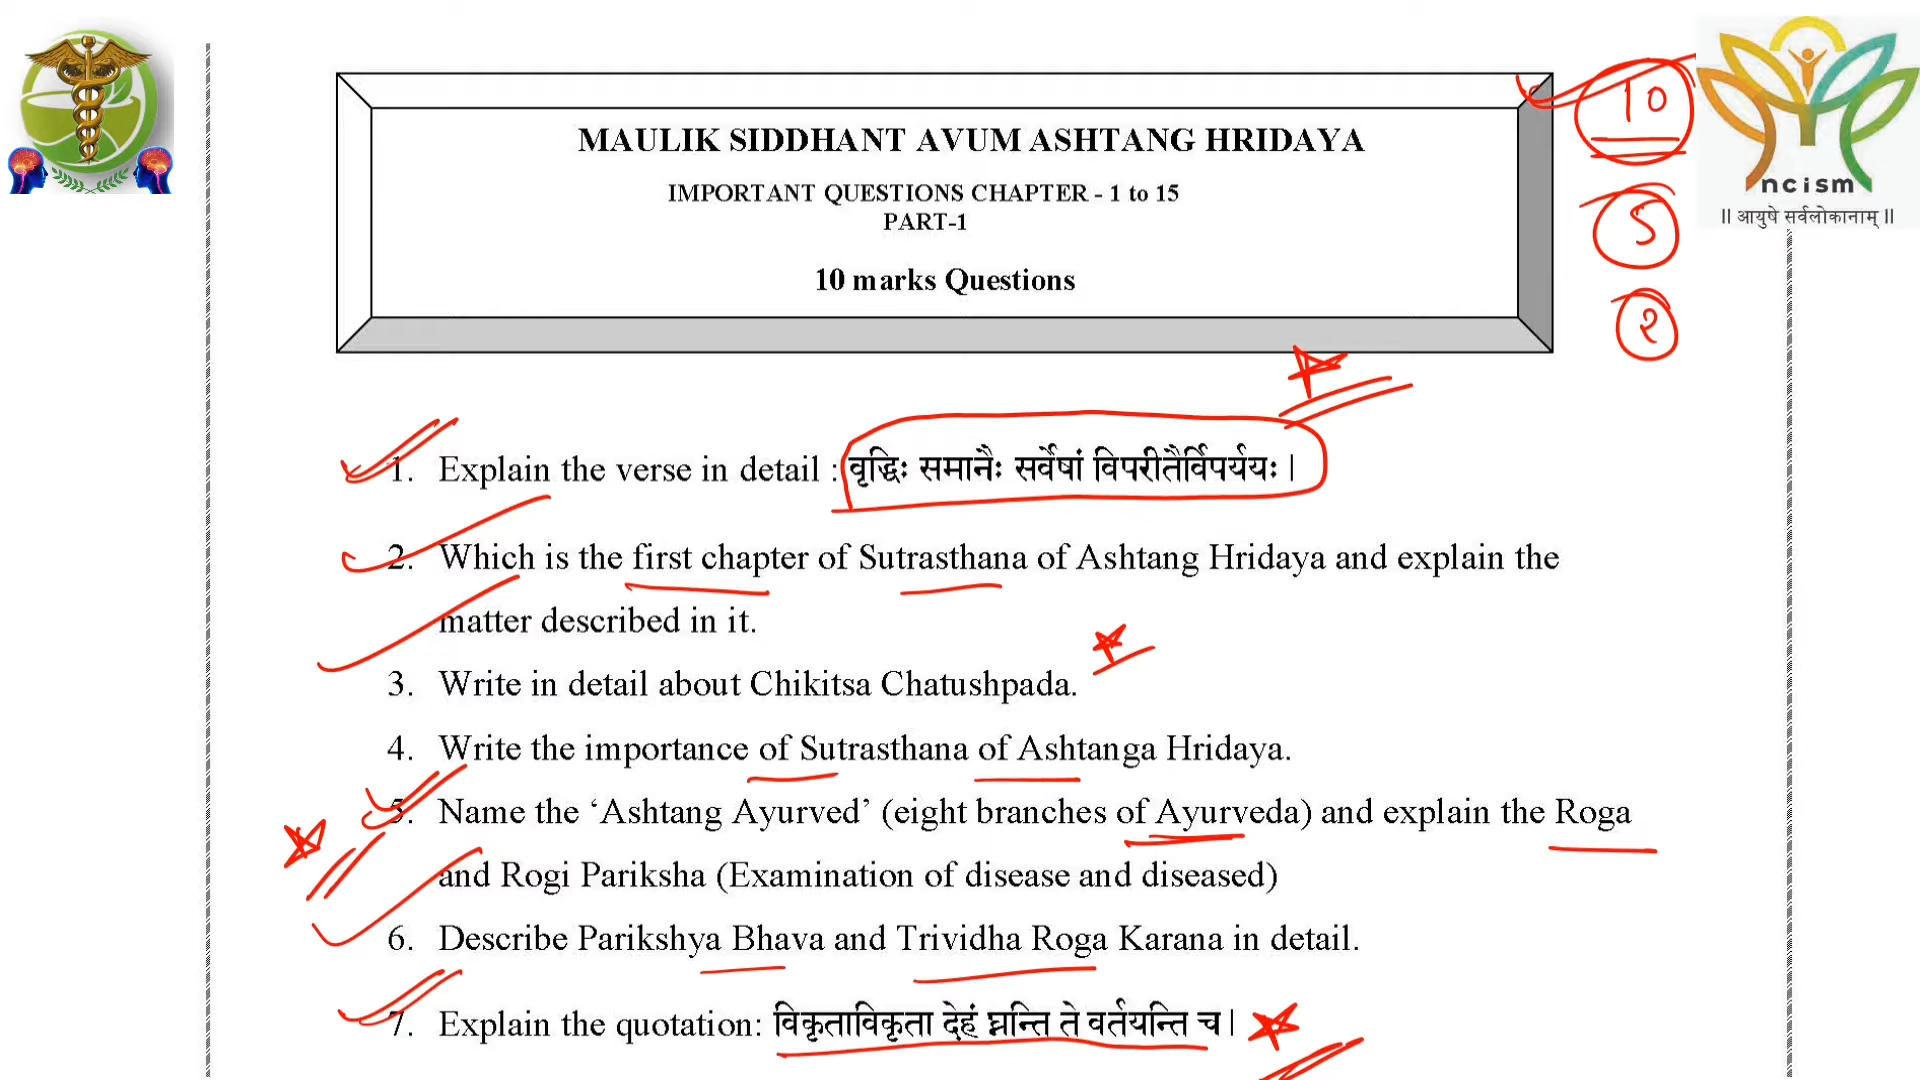 MAULIK SIDDHANT AVUM ASHTANG HRIDAYA
IMPORTANT QUESTIONS CHAPTER - 1 to 15
PART-1
10 marks Questions
10
5
२
ncism
॥ आयुषे सर्वलोकानाम् ॥
1. Explain the verse in detail : वृद्धिः समानैः सर्वेषां विपरीतैर्विपर्ययः।
2. Which is the first chapter of Sutrasthana of Ashtang Hridaya and explain the
matter described in it.
3. Write in detail about Chikitsa Chatushpada.
4. Write the importance of Sutrasthana of Ashtanga Hridaya.
5. Name the ‘Ashtang Ayurved’ (eight branches of Ayurveda) and explain the Roga
and Rogi Pariksha (Examination of disease and diseased)
6. Describe Parikshya Bhava and Trividha Roga Karana in detail.
7. Explain the quotation: विकृताविकृता देहं घ्नन्ति ते वर्तयन्ति च।